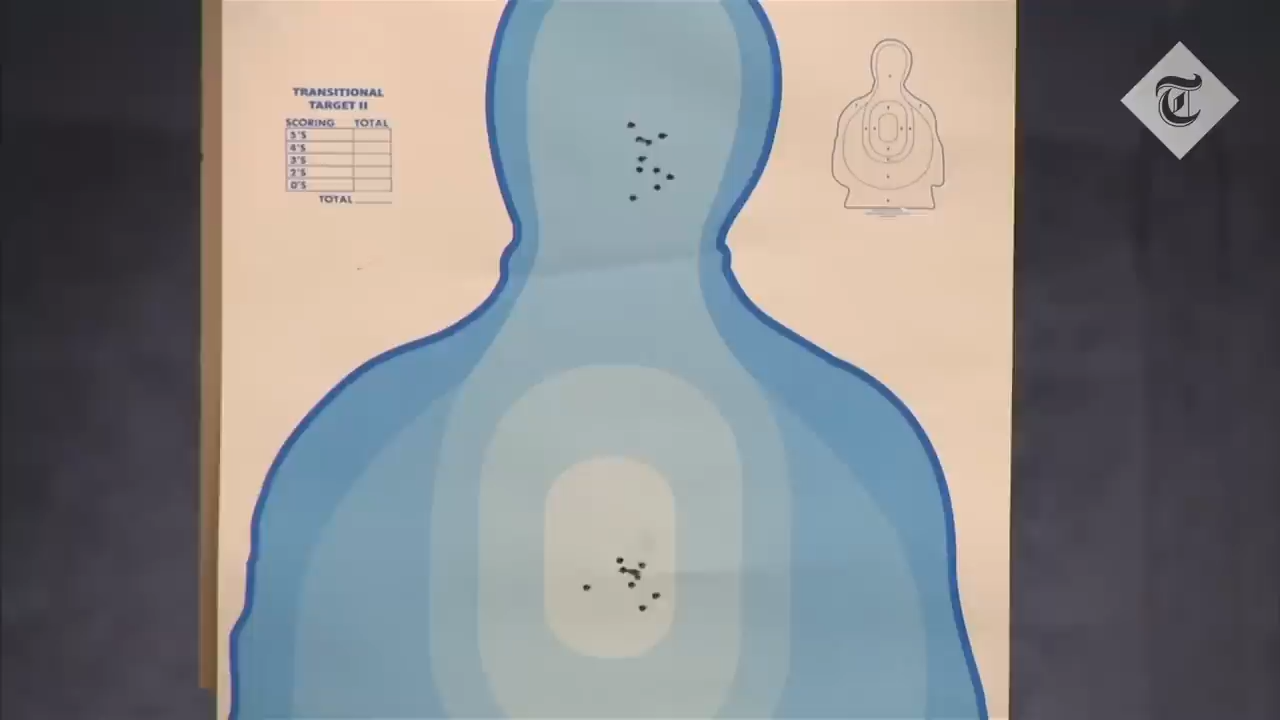 TRANSITIONAL
TARGET II
SCORING TOTAL
5'S
4'S
3'S
2'S
0'S
TOTAL
T